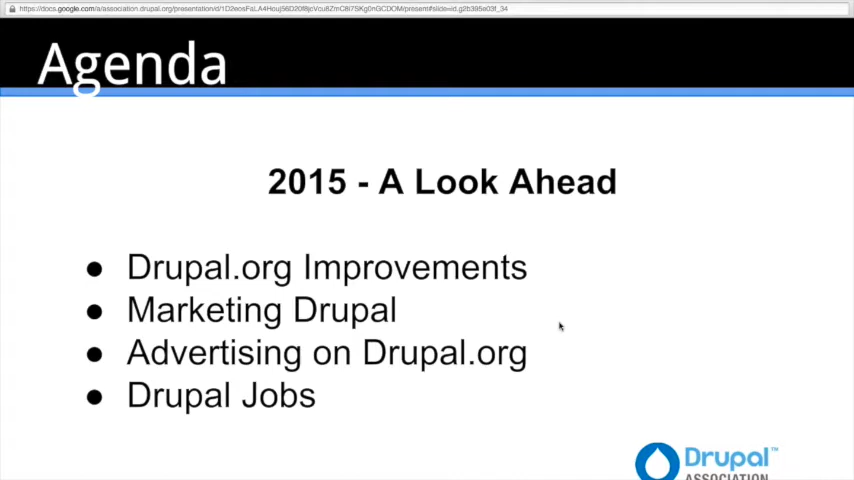 Agenda
2015 - A Look Ahead
● Drupal.org Improvements
● Marketing Drupal
● Advertising on Drupal.org
● Drupal Jobs
Drupal™
ASSOCIATION